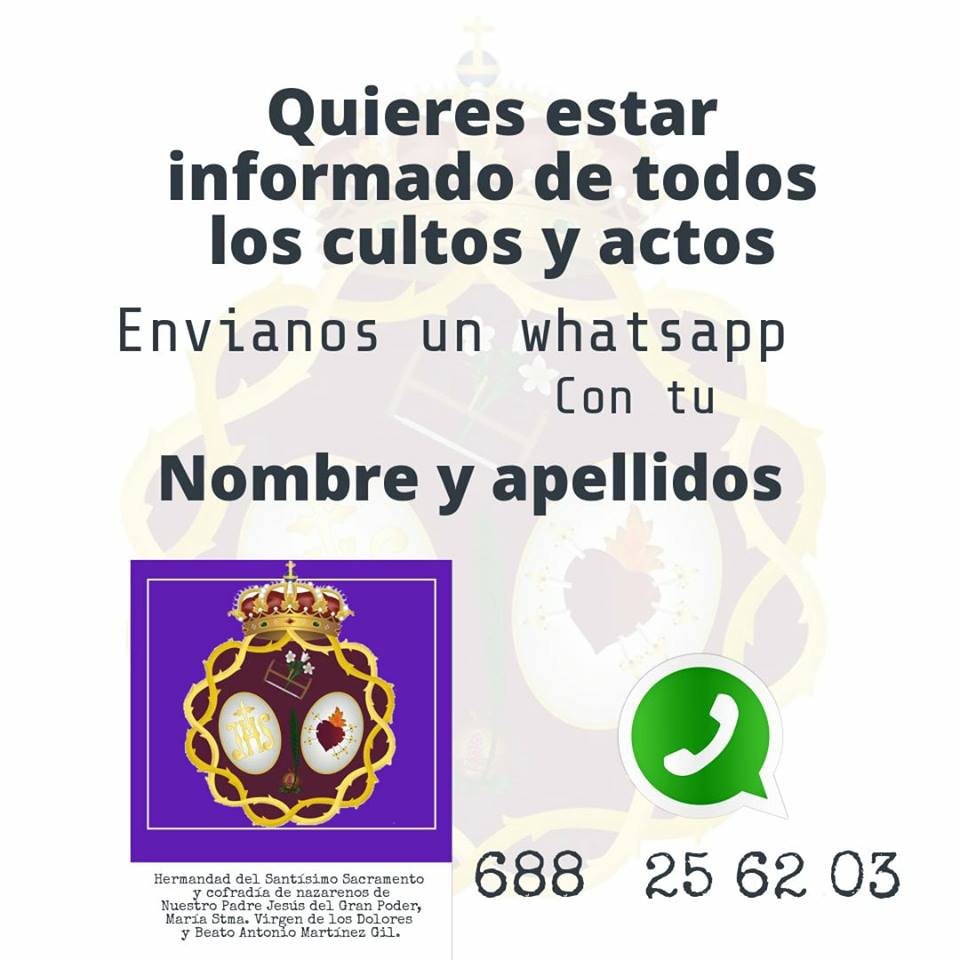 Quieres estar
informado de todos
los cultos y actos
Envianos un whatsapp
Con tu
Nombre y apellidos
JHS
Hermandad del Santísimo Sacramento
y cofradía de nazarenos de
Nuestro Padre Jesús del Gran Poder,
María Stma. Virgen de los Dolores
y Beato Antonio Martínez Gil.
688 25 62 03